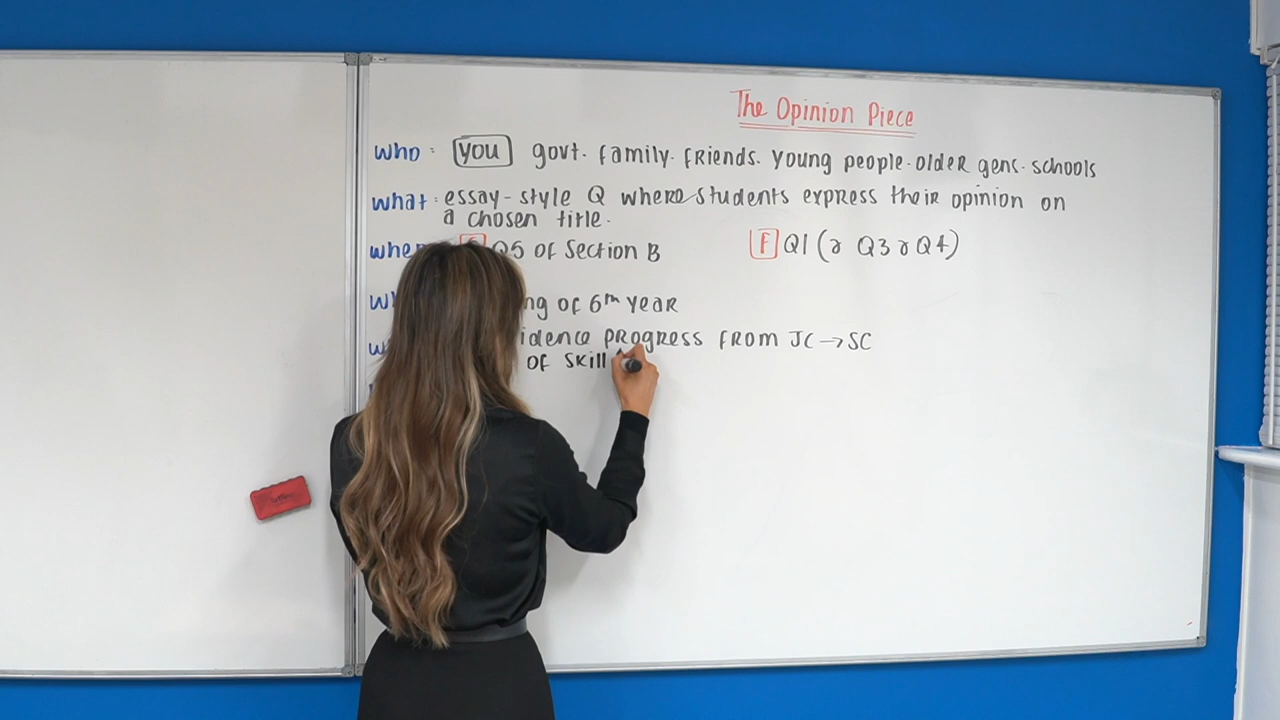 The Opinion Piece
who: you govt. family. friends. young people. older gens. schools
what: essay-style Q where students express their opinion on
a chosen title.
Q5 of Section B F Q1 (or Q3 or Q4)
of 6th year
progress from JC → SC
of skill